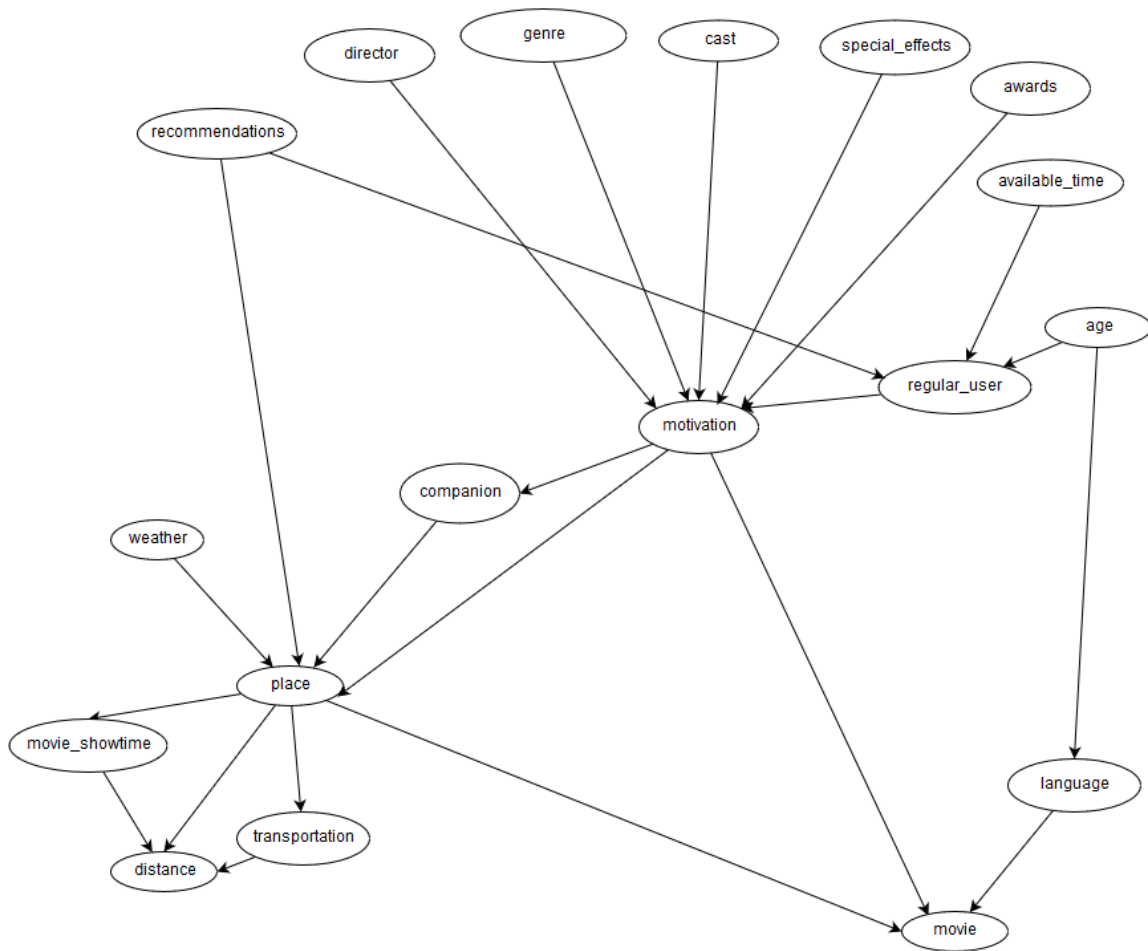 genre
cast
special_effects
director
awards
recommendations
available_time
age
regular_user
motivation
companion
weather
place
movie_showtime
language
transportation
distance
movie